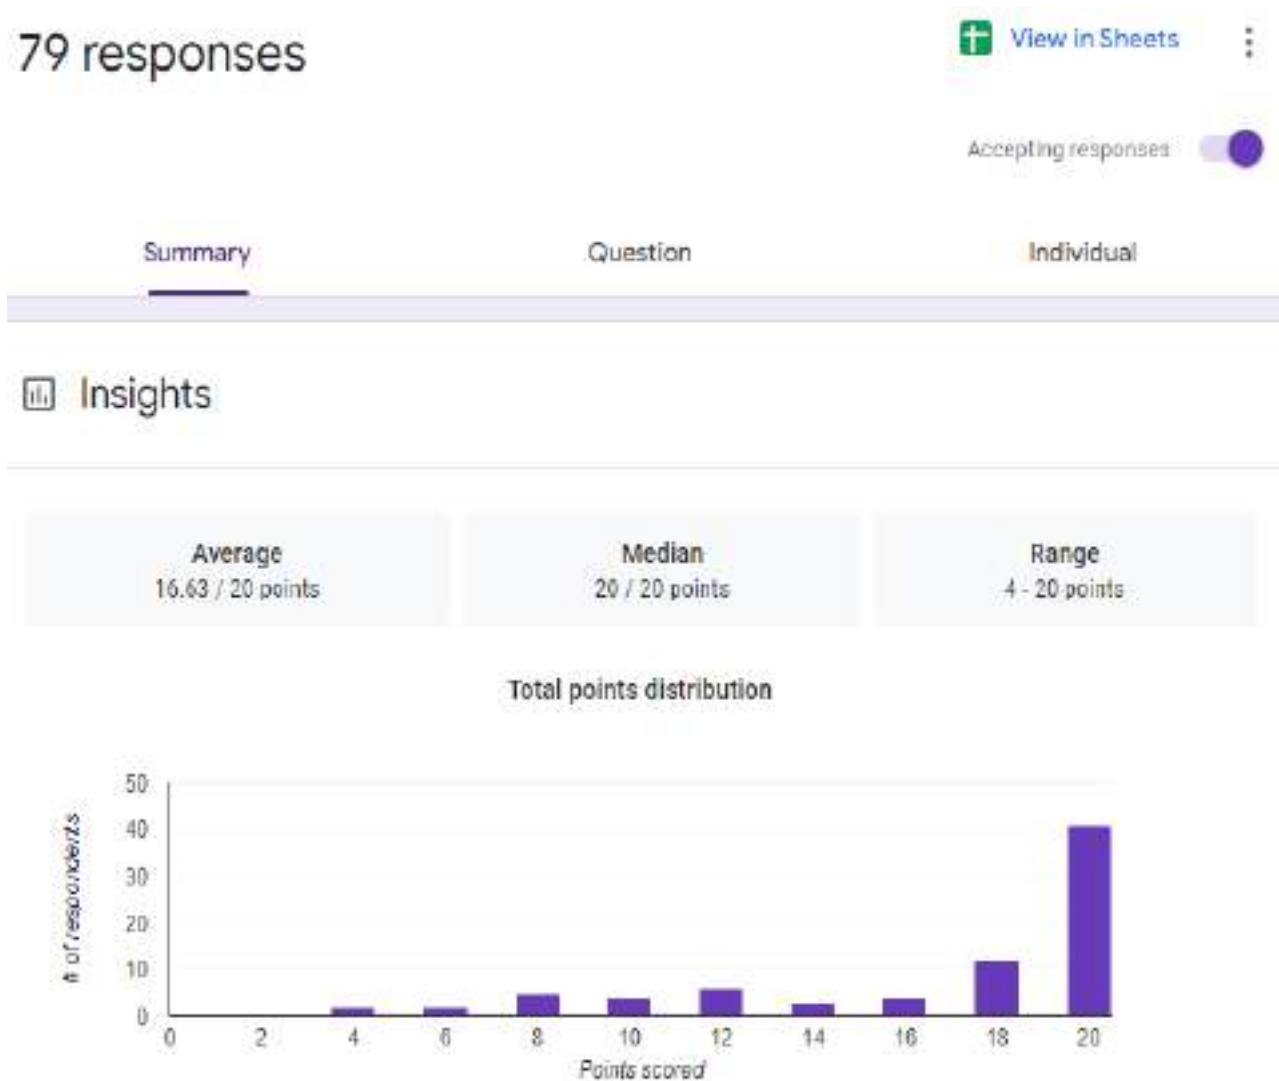 79 responses
View in Sheets
Accepting responses
Summary Question Individual
Insights
Average Median Range
16.63 / 20 points 20 / 20 points 4 - 20 points
Total points distribution
50
40
30
20
10
0
# of respondents
0 2 4 6 8 10 12 14 16 18 20
Points scored